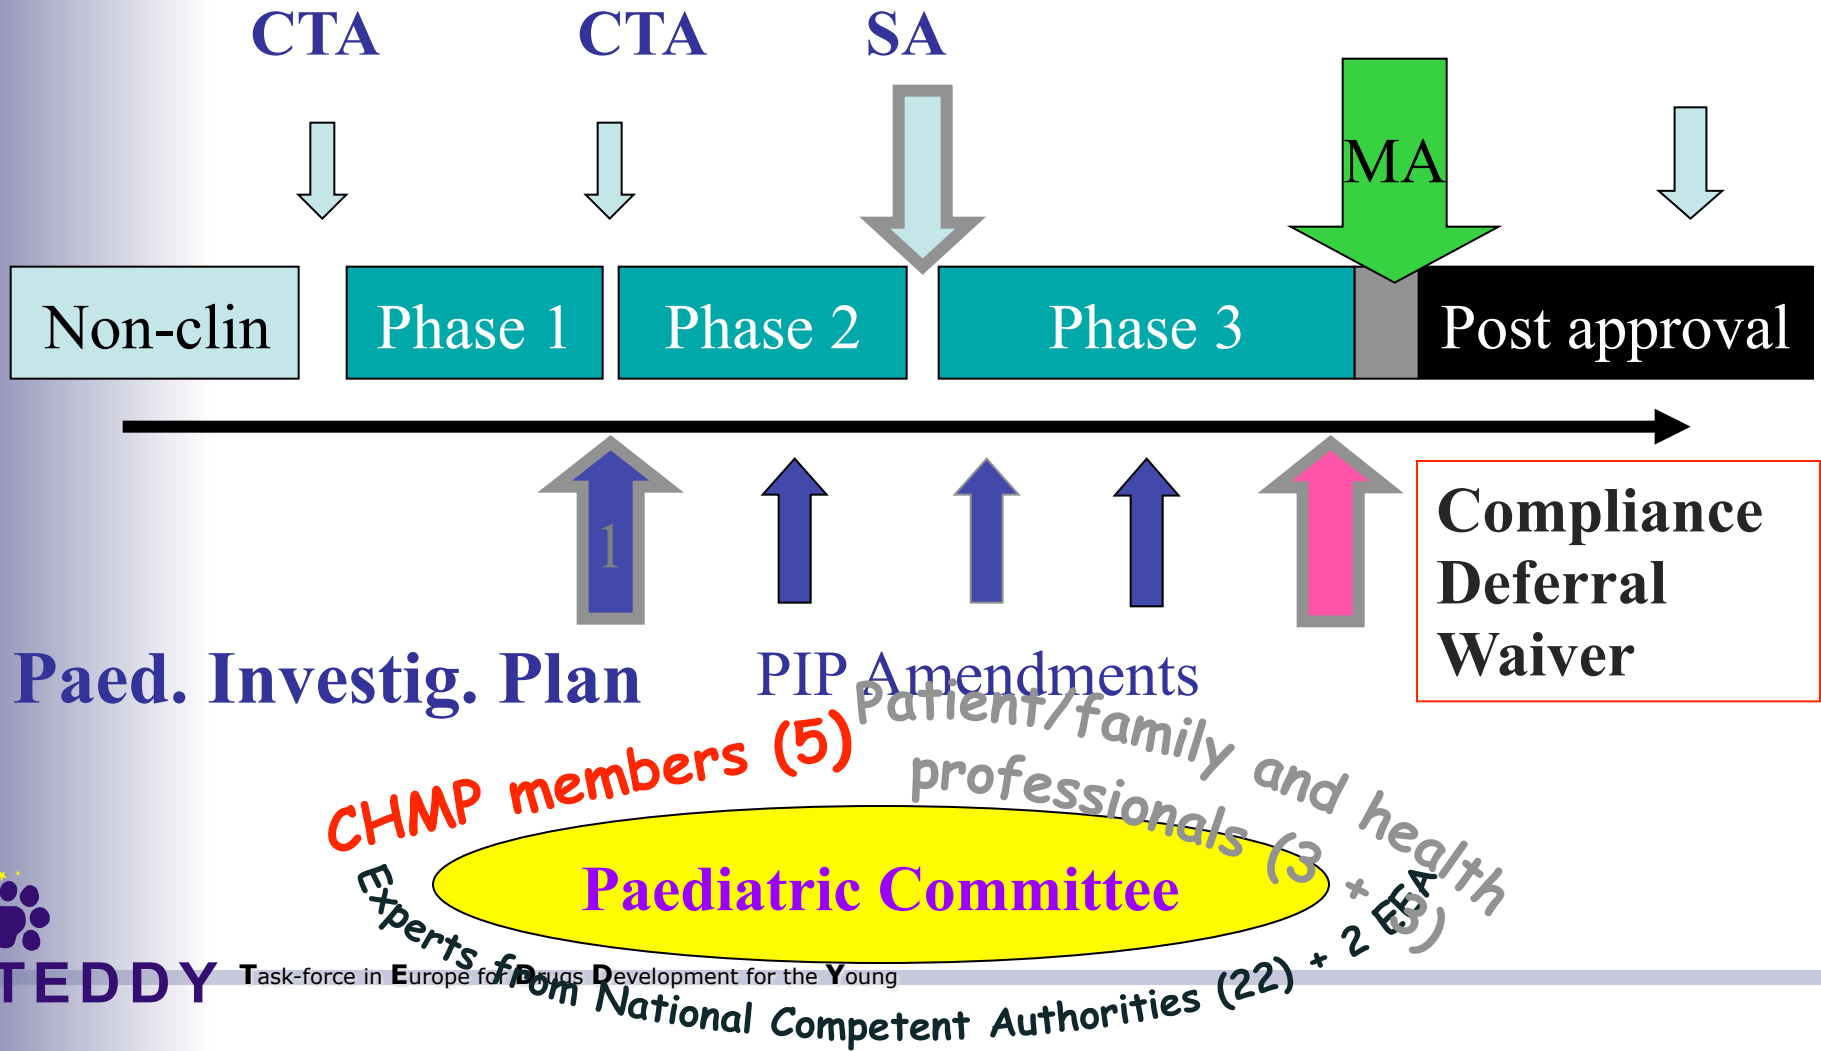 CTA CTA SA
MA
Non-clin Phase 1 Phase 2 Phase 3 Post approval
1
Compliance
Deferral
Waiver
Paed. Investig. Plan PIP Amendments
CHMP members (5)
Patient/family and health
professionals (3 + 3)
Paediatric Committee
Experts from National Competent Authorities (22) + 2 EEA
TEDDY Task-force in Europe for Drugs Development for the Young